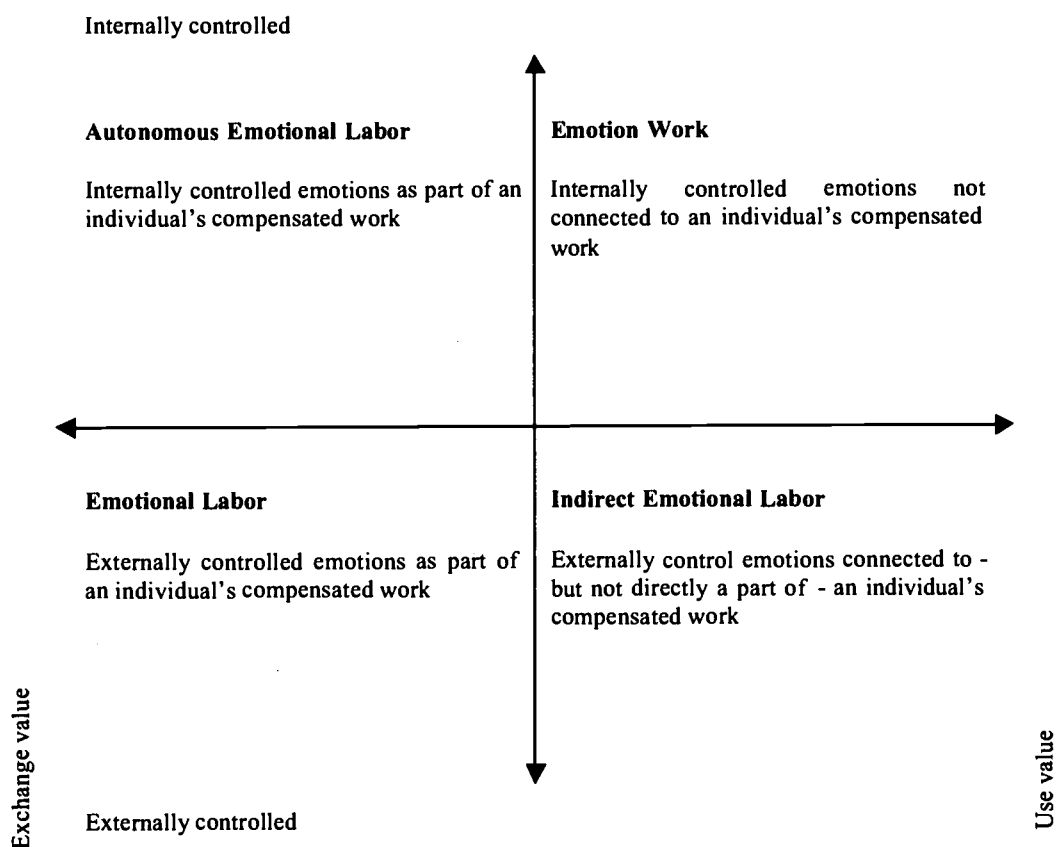 Internally controlled
Autonomous Emotional Labor
Internally controlled emotions as part of an
individual's compensated work
Emotion Work
Internally controlled emotions not
connected to an individual's compensated
work
Emotional Labor
Externally controlled emotions as part of
an individual's compensated work
Indirect Emotional Labor
Externally control emotions connected to -
but not directly a part of - an individual's
compensated work
Exchange value
Use value
Externally controlled